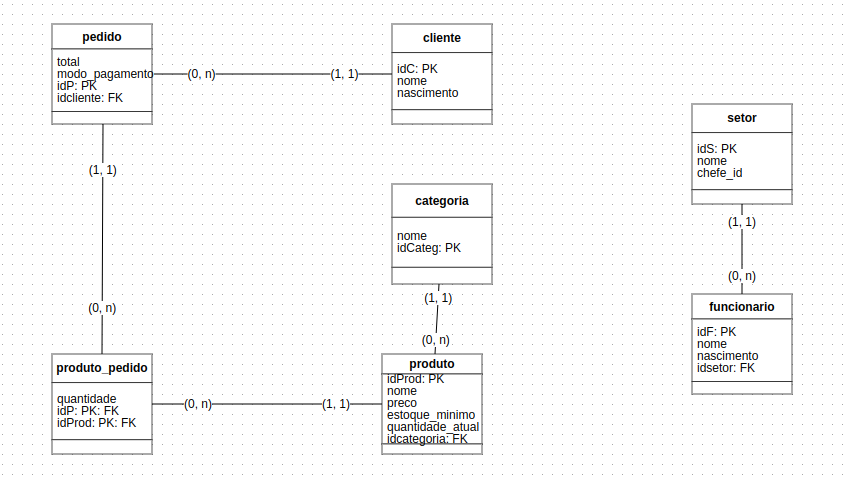 pedido
total
modo_pagamento
idP: PK
idcliente: FK
(0, n)
(1, 1)
cliente
idC: PK
nome
nascimento
(1, 1)
(0, n)
categoria
nome
idCateg: PK
(1, 1)
(0, n)
setor
idS: PK
nome
chefe_id
(1, 1)
(0, n)
produto_pedido
quantidade
idP: PK: FK
idProd: PK: FK
(0, n)
(1, 1)
produto
idProd: PK
nome
preco
estoque_minimo
quantidade_atual
idcategoria: FK
funcionario
idF: PK
nome
nascimento
idsetor: FK